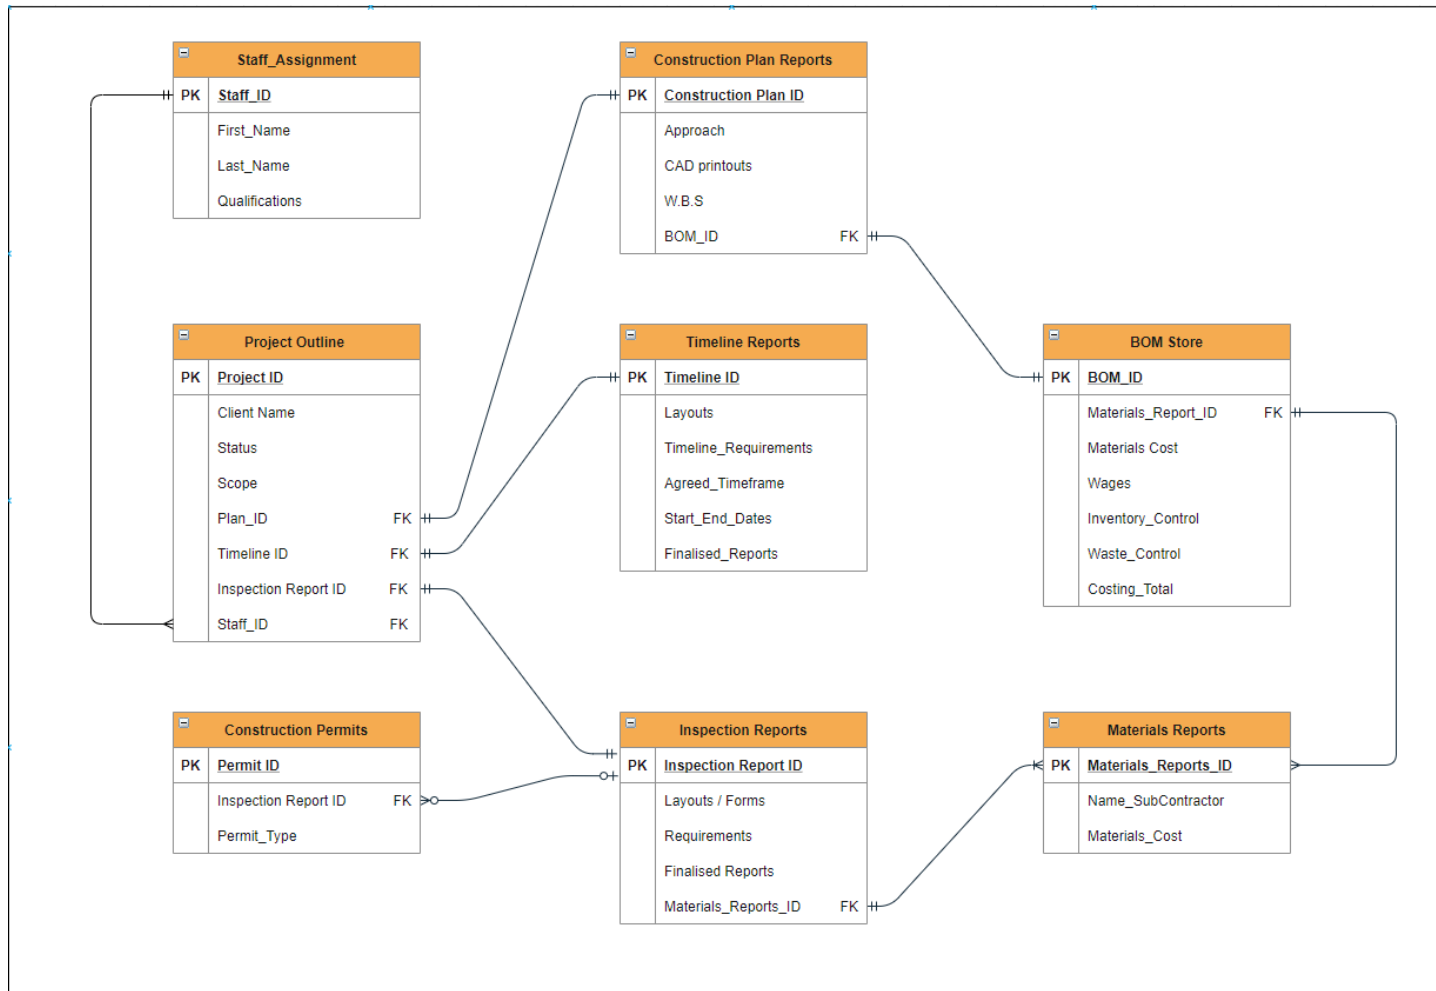 Staff_Assignment
PK Staff_ID
First_Name
Last_Name
Qualifications
Construction Plan Reports
PK Construction Plan ID
Approach
CAD printouts
W.B.S
BOM_ID FK
Project Outline
PK Project ID
Client Name
Status
Scope
Plan_ID FK
Timeline ID FK
Inspection Report ID FK
Staff_ID FK
Timeline Reports
PK Timeline ID
Layouts
Timeline_Requirements
Agreed_Timeframe
Start_End_Dates
Finalised_Reports
BOM Store
PK BOM_ID
Materials_Report_ID FK
Materials Cost
Wages
Inventory_Control
Waste_Control
Costing_Total
Construction Permits
PK Permit ID
Inspection Report ID FK
Permit_Type
Inspection Reports
PK Inspection Report ID
Layouts / Forms
Requirements
Finalised Reports
Materials_Reports_ID FK
Materials Reports
PK Materials_Reports_ID
Name_SubContractor
Materials_Cost